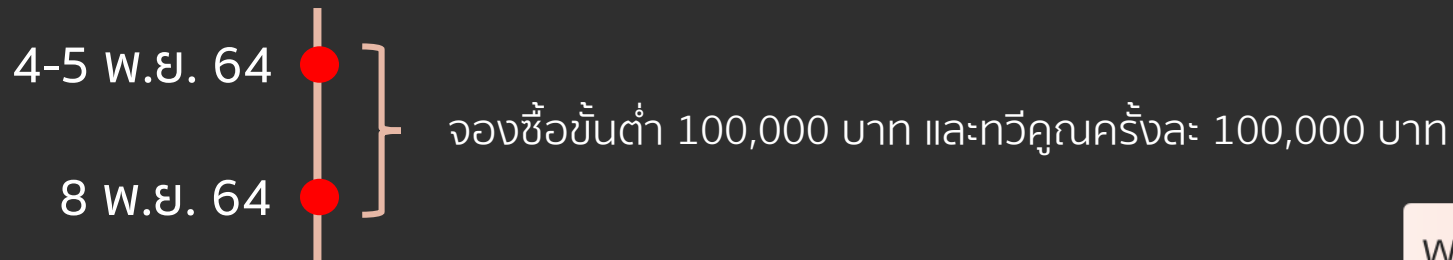 4-5 พ.ย. 64
จองซื้อขั้นต่ำ 100,000 บาท และทวีคูณครั้งละ 100,000 บาท
8 พ.ย. 64